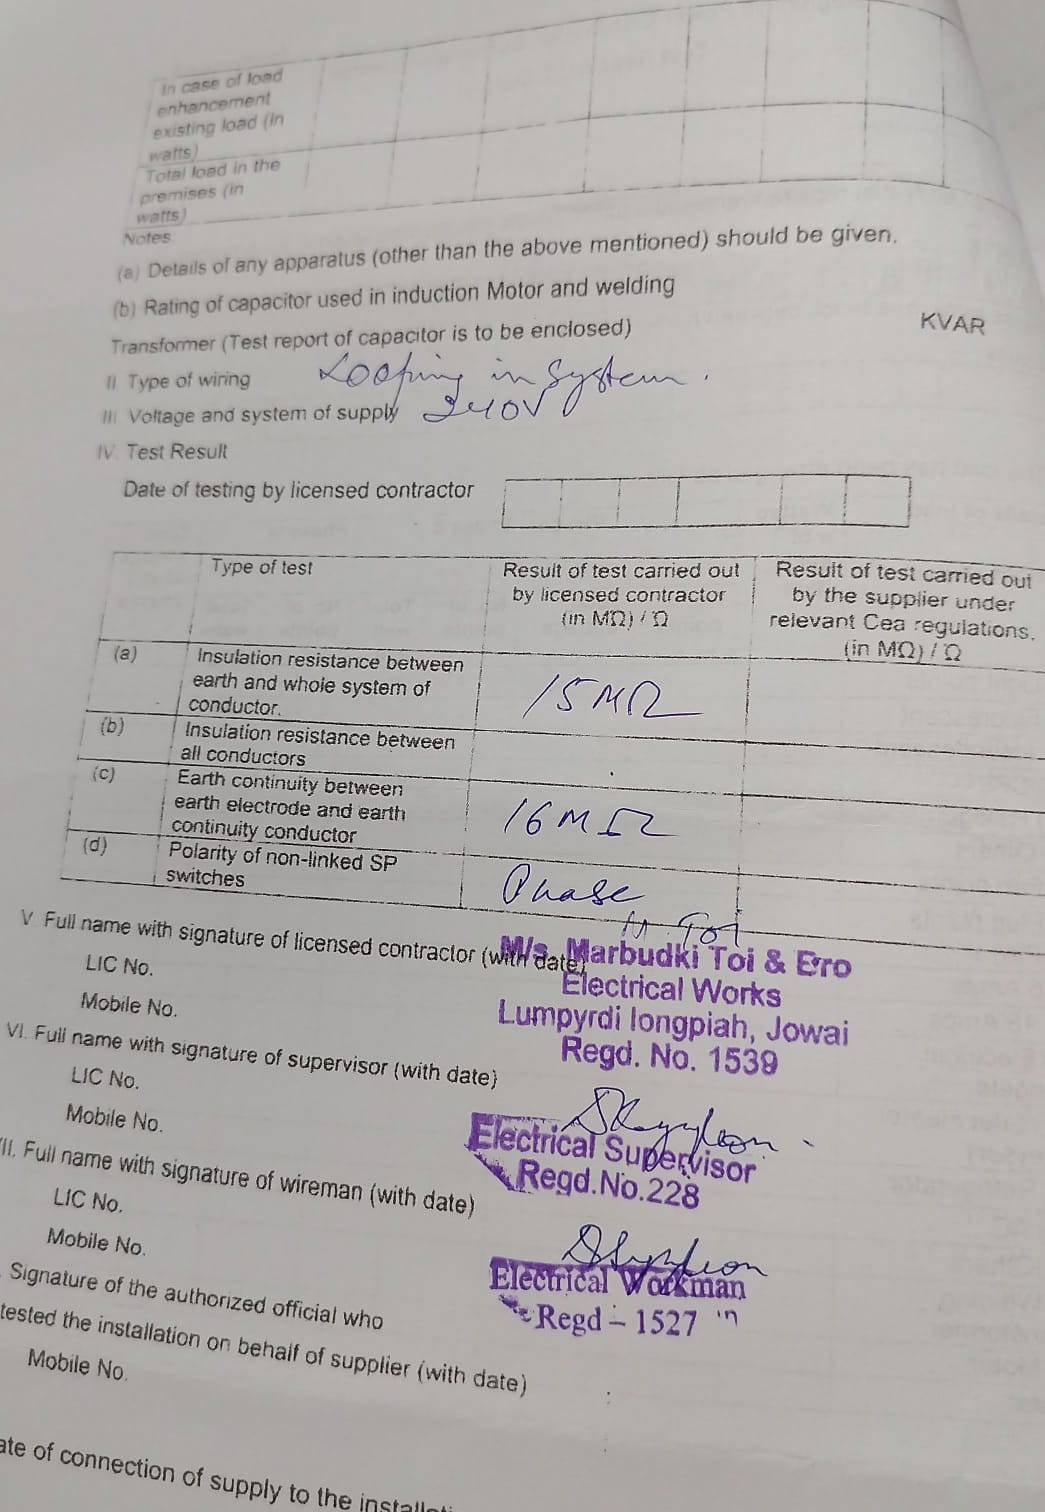 In case of load
enhancement
existing load (in
watts)
Total load in the
premises (in
watts)
Notes
(a) Details of any apparatus (other than the above mentioned) should be given.
(b) Rating of capacitor used in induction Motor and welding
Transformer (Test report of capacitor is to be enclosed) KVAR
II Type of wiring Looping in System.
III Voltage and system of supply 240V
IV. Test Result
Date of testing by licensed contractor
Type of test
Result of test carried out
by licensed contractor
(in MΩ) / Ω
Result of test carried out
by the supplier under
relevant Cea regulations.
(in MΩ) / Ω
(a) Insulation resistance between
earth and whole system of
conductor.
15 MΩ
(b) Insulation resistance between
all conductors
(c) Earth continuity between
earth electrode and earth
continuity conductor
16 MΩ
(d) Polarity of non-linked SP
switches
Phase
M Toi
V Full name with signature of licensed contractor (with date)
M/s. Marbudki Toi & Bro
Electrical Works
Lumpyrdi Iongpiah, Jowai
Regd. No. 1539
LIC No.
Mobile No.
VI. Full name with signature of supervisor (with date)
LIC No.
Mobile No.
Electrical Supervisor
Regd.No.228
II. Full name with signature of wireman (with date)
LIC No.
Mobile No.
Electrical Workman
Regd - 1527
Signature of the authorized official who
tested the installation on behalf of supplier (with date)
Mobile No.
ate of connection of supply to the installati